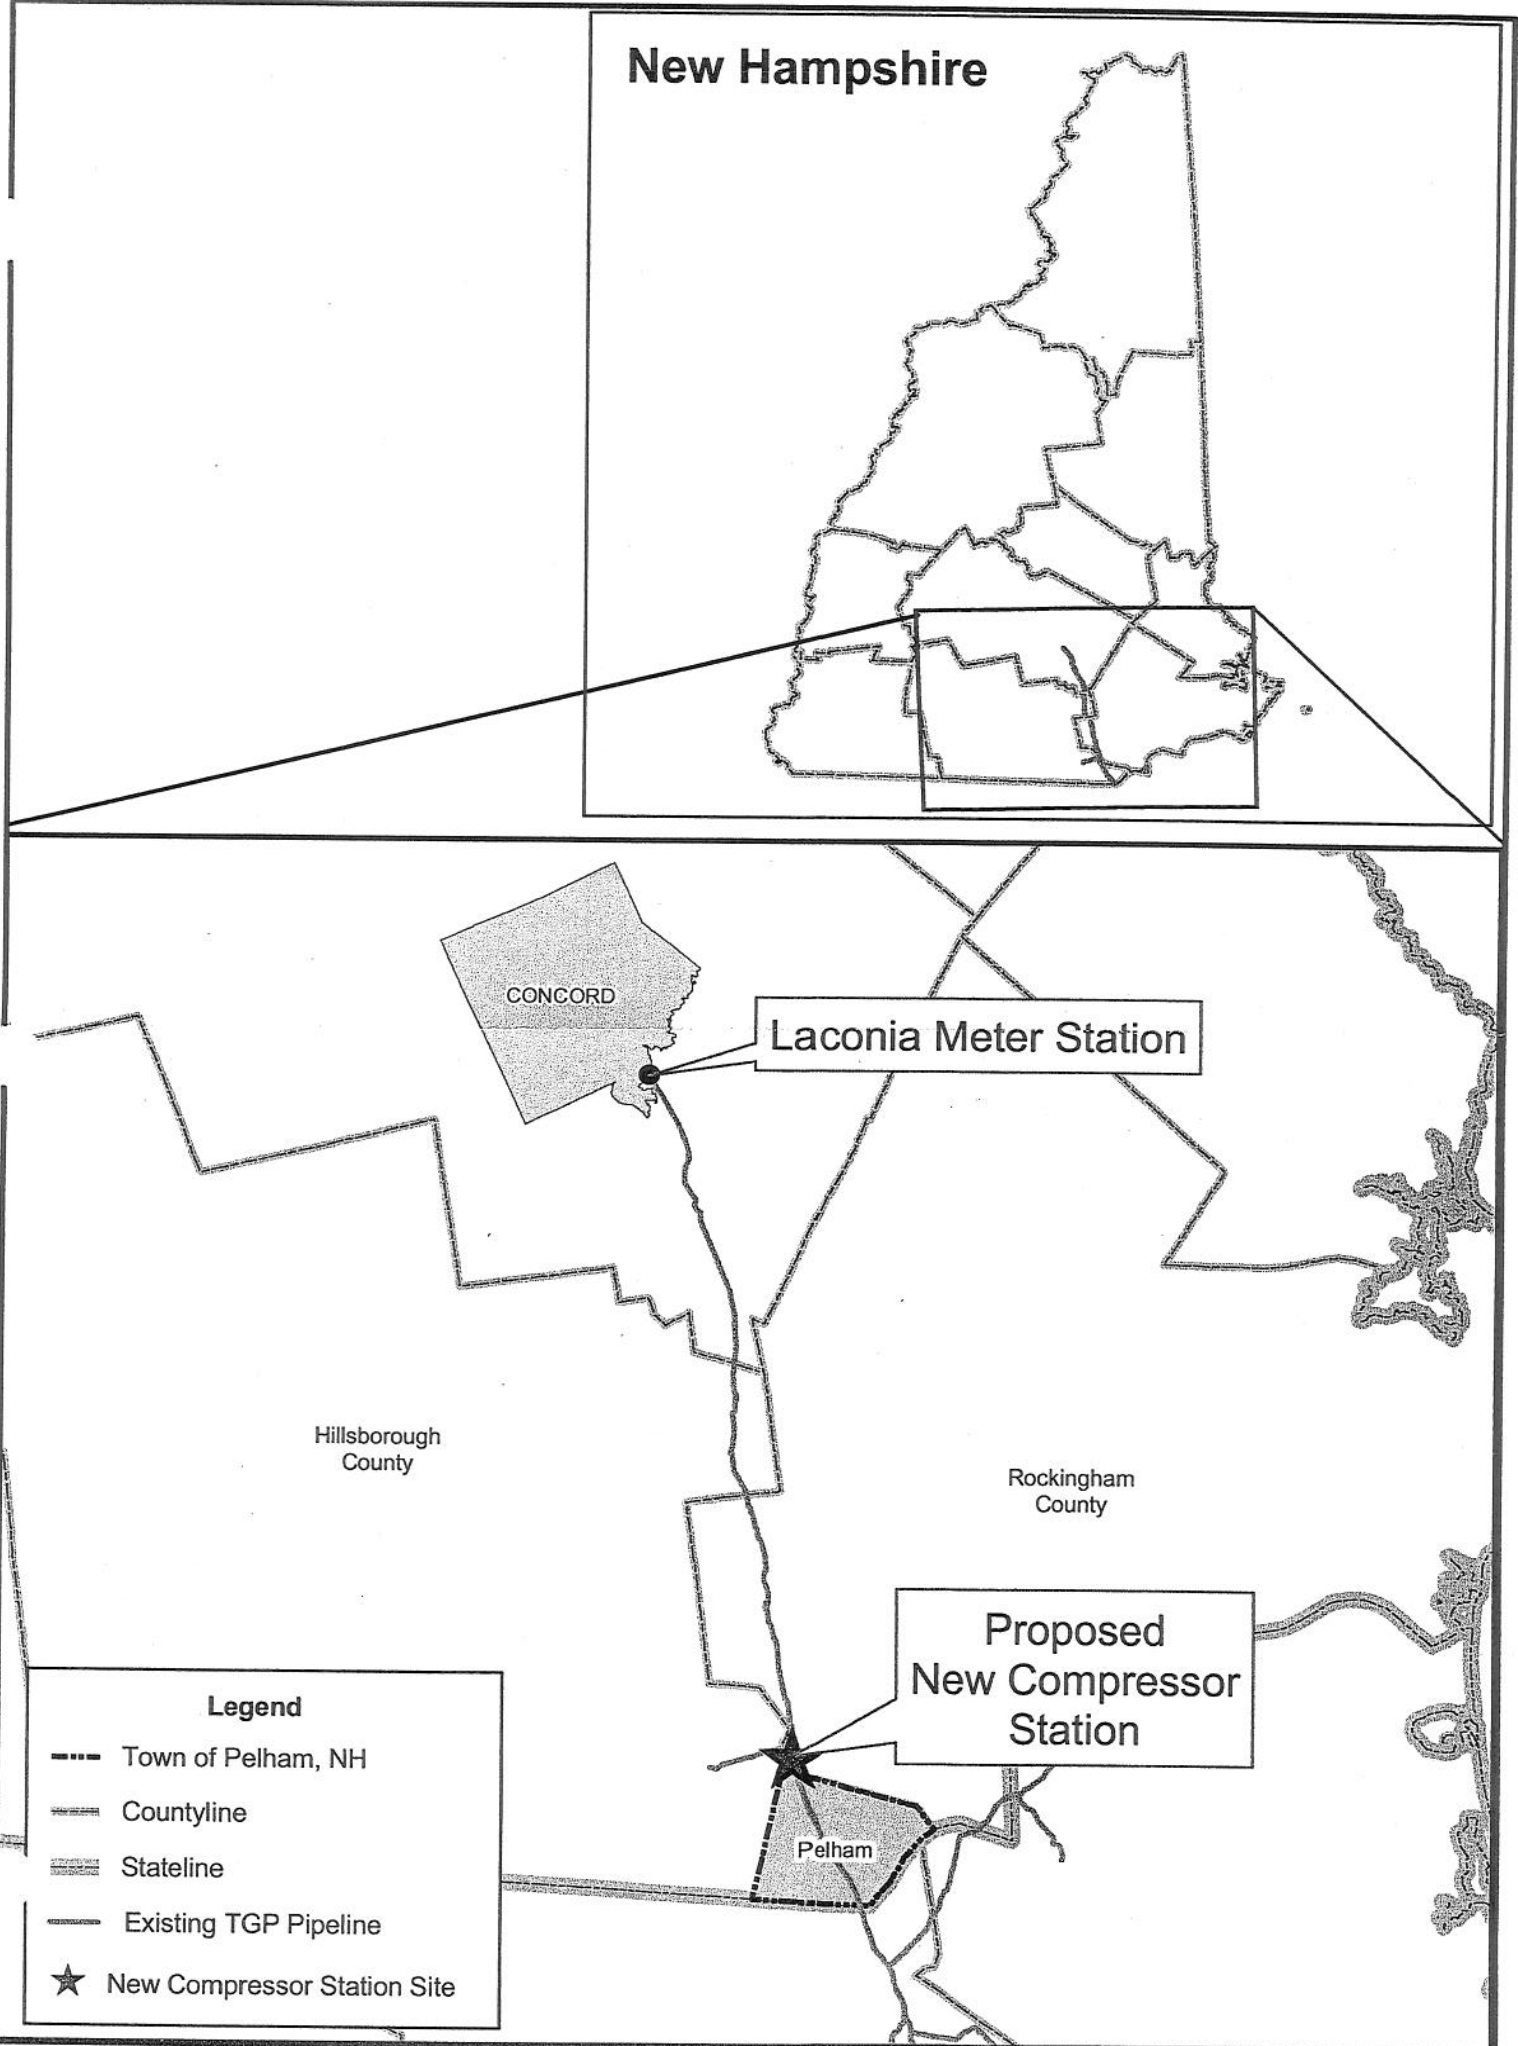 New Hampshire
CONCORD
Laconia Meter Station
Hillsborough
County
Rockingham
County
Proposed
New Compressor
Station
Pelham
Legend
Town of Pelham, NH
Countyline
Stateline
Existing TGP Pipeline
New Compressor Station Site